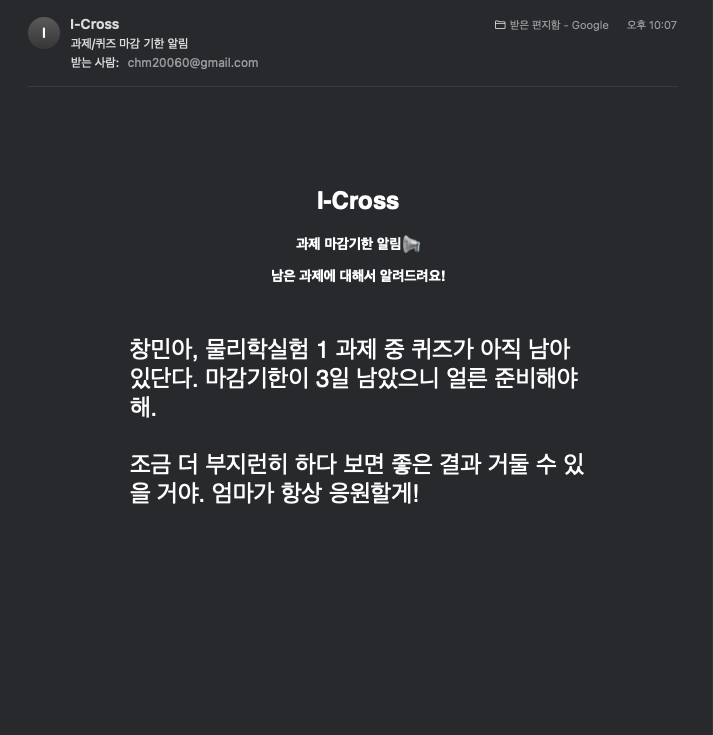 I
I-Cross
받은 편지함 - Google
오후 10:07
과제/퀴즈 마감 기한 알림
받는 사람: chm20060@gmail.com
I-Cross
과제 마감기한 알림
남은 과제에 대해서 알려드려요!
창민아, 물리학실험 1 과제 중 퀴즈가 아직 남아
있단다. 마감기한이 3일 남았으니 얼른 준비해야
해.
조금 더 부지런히 하다 보면 좋은 결과 거둘 수 있
을 거야. 엄마가 항상 응원할게!